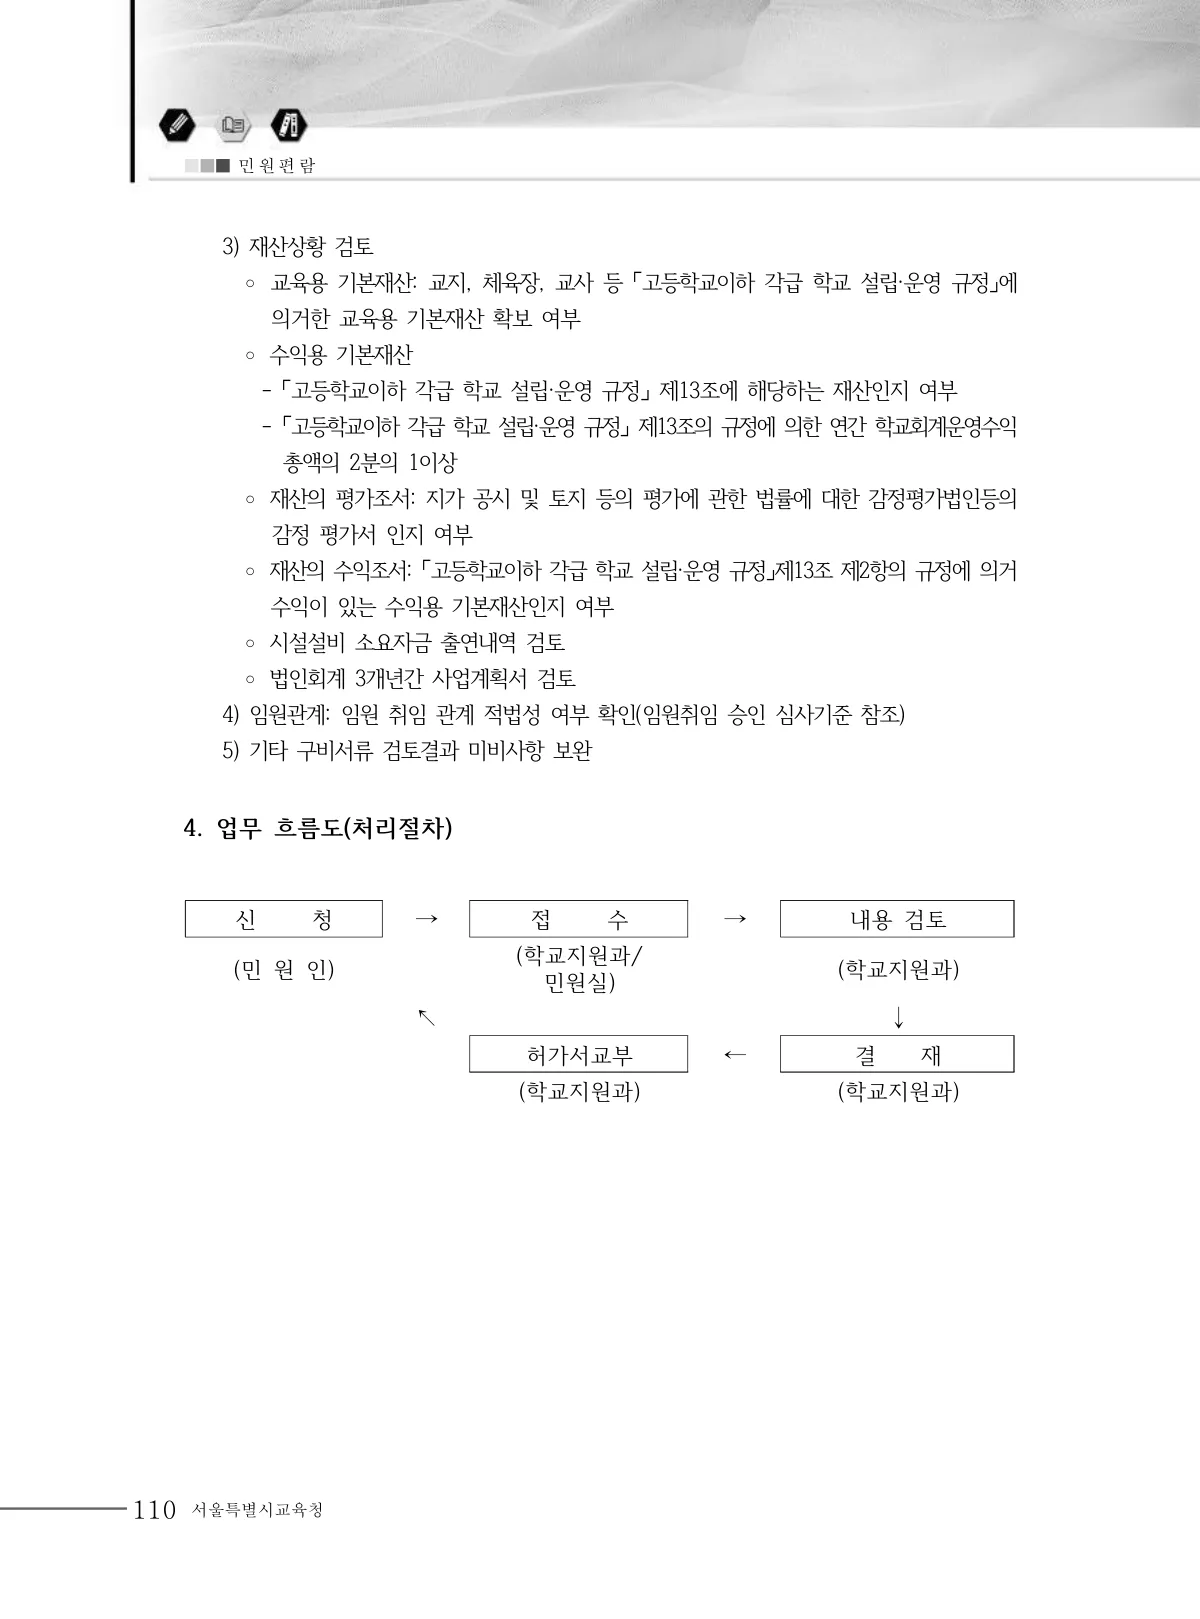 민원편람
3) 재산상황 검토
◦ 교육용 기본재산: 교지, 체육장, 교사 등 「고등학교이하 각급 학교 설립·운영 규정」에
의거한 교육용 기본재산 확보 여부
◦ 수익용 기본재산
- 「고등학교이하 각급 학교 설립·운영 규정」 제13조에 해당하는 재산인지 여부
- 「고등학교이하 각급 학교 설립·운영 규정」 제13조의 규정에 의한 연간 학교회계운영수익
총액의 2분의 1이상
◦ 재산의 평가조서: 지가 공시 및 토지 등의 평가에 관한 법률에 대한 감정평가법인등의
감정 평가서 인지 여부
◦ 재산의 수익조서: 「고등학교이하 각급 학교 설립·운영 규정」제13조 제2항의 규정에 의거
수익이 있는 수익용 기본재산인지 여부
◦ 시설설비 소요자금 출연내역 검토
◦ 법인회계 3개년간 사업계획서 검토
4) 임원관계: 임원 취임 관계 적법성 여부 확인(임원취임 승인 심사기준 참조)
5) 기타 구비서류 검토결과 미비사항 보완
4. 업무 흐름도(처리절차)
신 청 → 접 수 → 내용 검토
(민 원 인) (학교지원과/ (학교지원과)
민원실)
↖ ↓
허가서교부 ← 결 재
(학교지원과) (학교지원과)
110 서울특별시교육청